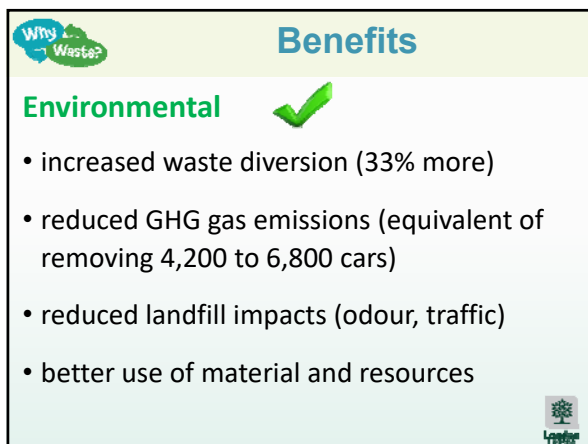 Why
Waste?
Benefits
Environmental
• increased waste diversion (33% more)
• reduced GHG gas emissions (equivalent of
removing 4,200 to 6,800 cars)
• reduced landfill impacts (odour, traffic)
• better use of material and resources